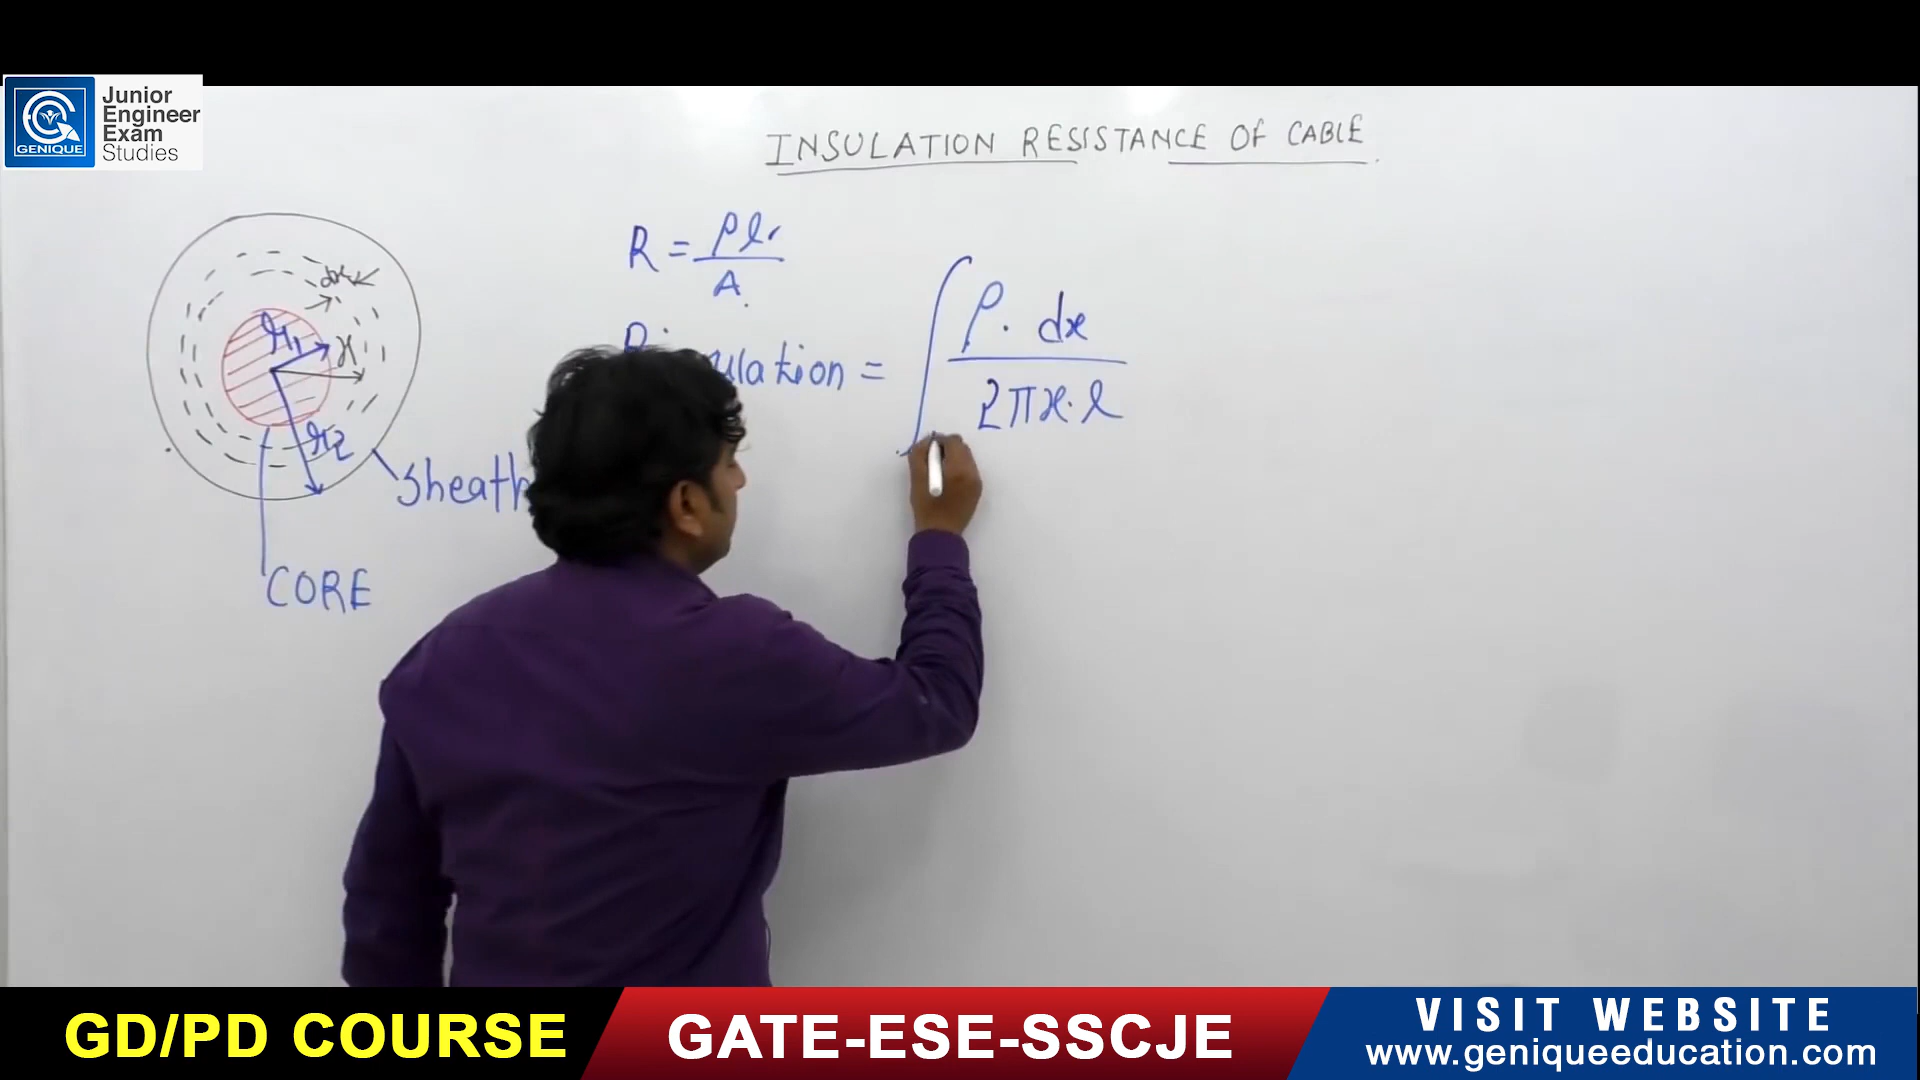 Junior
Engineer
Exam
Studies
GENIQUE
INSULATION RESISTANCE OF CABLE
R = ρl
A
ulation = ∫ ρ. dx
2πx.l
dx
r1
x
r2
Sheath
CORE
GD/PD COURSE
GATE-ESE-SSCJE
VISIT WEBSITE
www.geniqueeducation.com